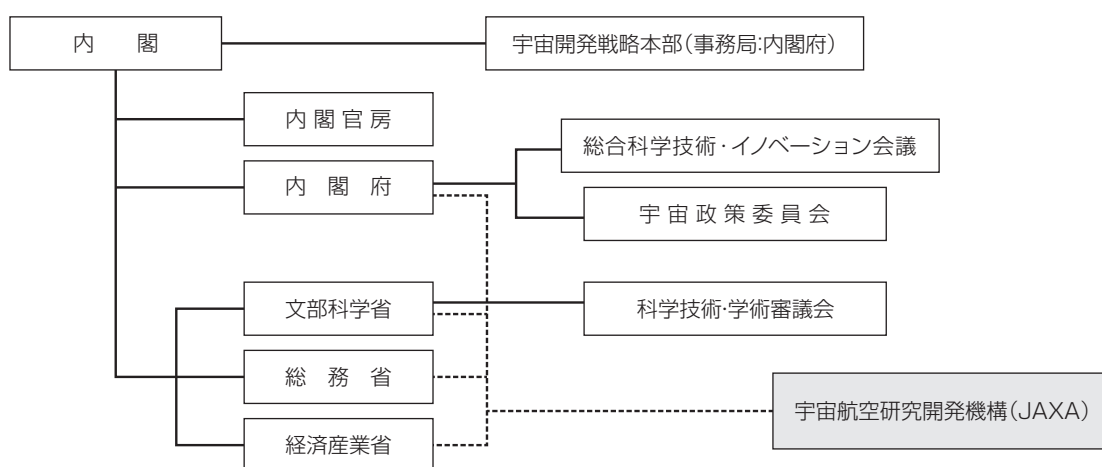 内　閣
宇宙開発戦略本部(事務局:内閣府)
内閣官房
総合科学技術・イノベーション会議
内　閣　府
宇宙政策委員会
文部科学省
科学技術・学術審議会
総　務　省
宇宙航空研究開発機構(JAXA)
経済産業省